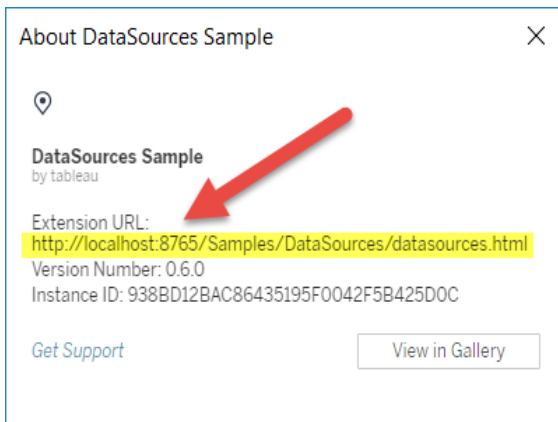 About DataSources Sample
DataSources Sample
by tableau
Extension URL:
http://localhost:8765/Samples/DataSources/datasources.html
Version Number: 0.6.0
Instance ID: 938BD12BAC86435195F0042F5B425D0C
Get Support
View in Gallery